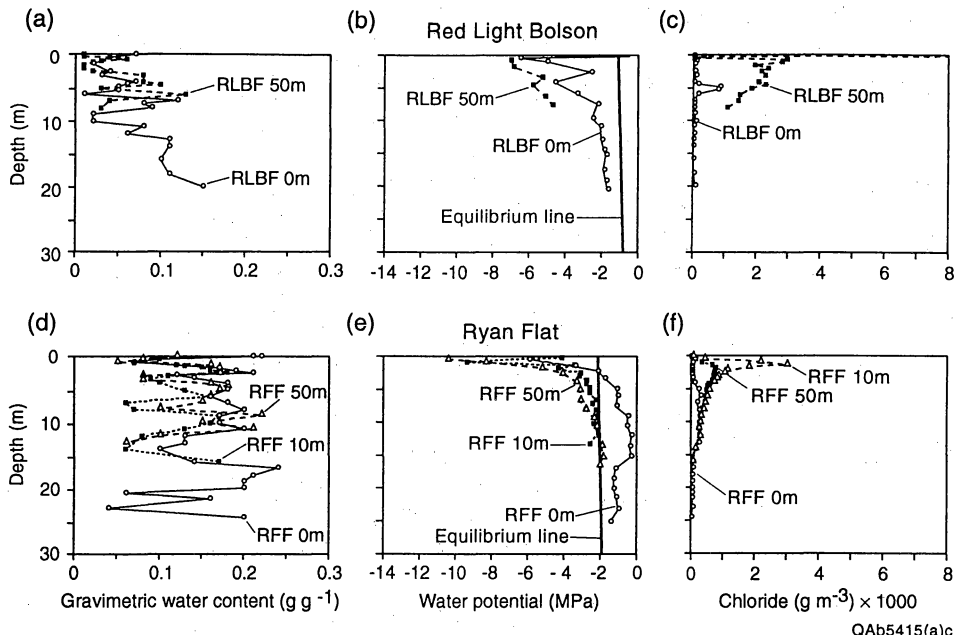 (a)
(b)
Red Light Bolson
(c)
0
10
20
30
Depth (m)
RLBF 50m
RLBF 0m
0 0.1 0.2 0.3
RLBF 50m
RLBF 0m
Equilibrium line
-14 -12 -10 -8 -6 -4 -2 0
RLBF 50m
RLBF 0m
0 2 4 6 8
(d)
(e)
Ryan Flat
(f)
0
10
20
30
Depth (m)
RFF 50m
RFF 10m
RFF 0m
0 0.1 0.2 0.3
Gravimetric water content (g g -1)
RFF 50m
RFF 10m
RFF 0m
Equilibrium line
-14 -12 -10 -8 -6 -4 -2 0
Water potential (MPa)
RFF 10m
RFF 50m
RFF 0m
0 2 4 6 8
Chloride (g m-3) × 1000
QAb5415(a)c